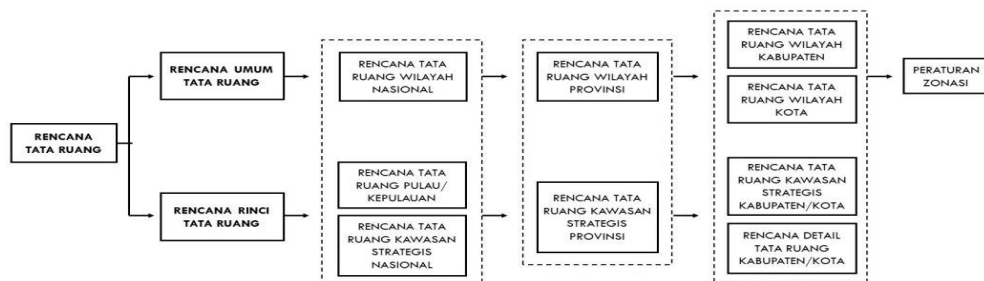 RENCANA
TATA RUANG
RENCANA UMUM
TATA RUANG
RENCANA RINCI
TATA RUANG
RENCANA TATA
RUANG WILAYAH
NASIONAL
RENCANA TATA
RUANG PULAU/
KEPULAUAN
RENCANA TATA
RUANG KAWASAN
STRATEGIS
NASIONAL
RENCANA TATA
RUANG WILAYAH
PROVINSI
RENCANA TATA
RUANG KAWASAN
STRATEGIS
PROVINSI
RENCANA TATA
RUANG WILAYAH
KABUPATEN
RENCANA TATA
RUANG WILAYAH
KOTA
RENCANA TATA
RUANG KAWASAN
STRATEGIS
KABUPATEN/KOTA
RENCANA DETAIL
TATA RUANG
KABUPATEN/KOTA
PERATURAN
ZONASI